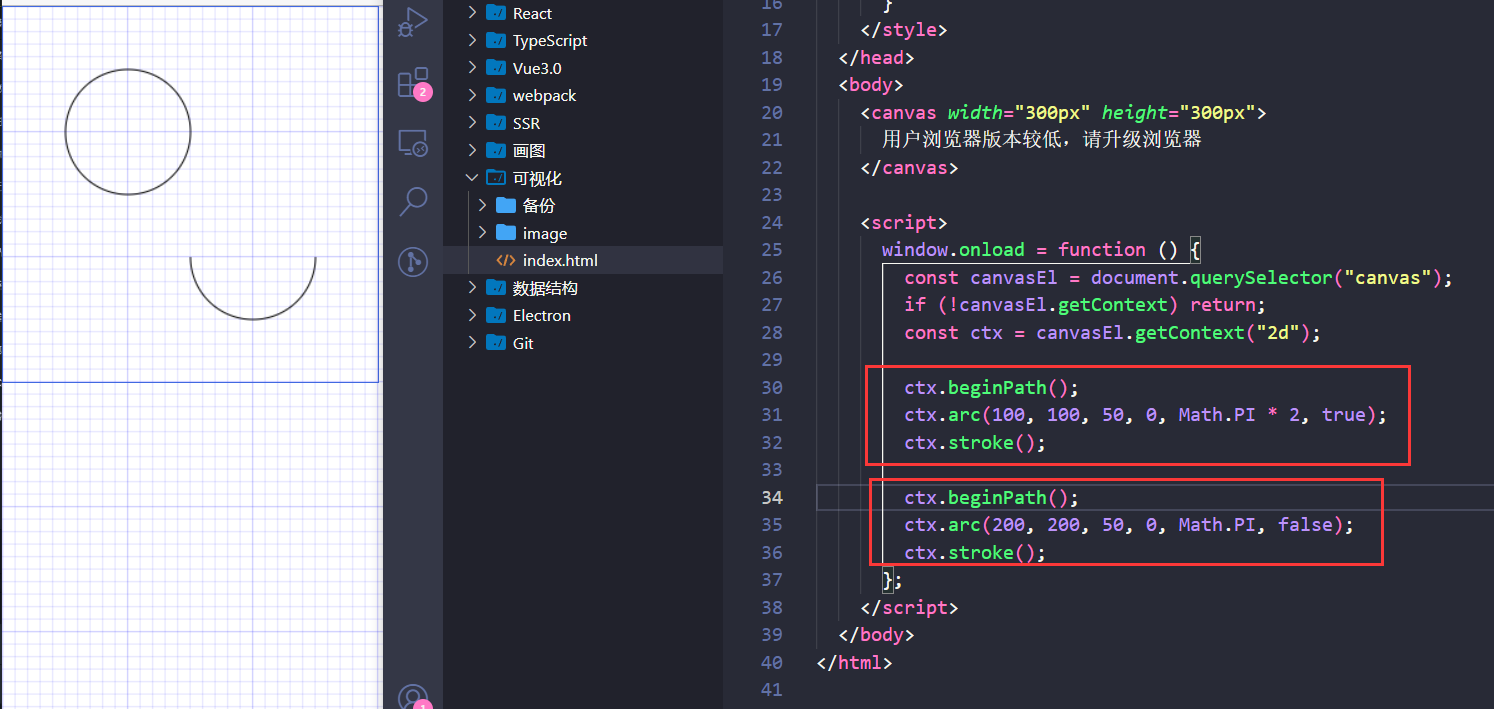 React
TypeScript
Vue3.0
webpack
SSR
画图
可视化
备份
image
index.html
数据结构
Electron
Git
2
1
16 }
17 </style>
18 </head>
19 <body>
20 <canvas width="300px" height="300px">
21 用户浏览器版本较低，请升级浏览器
22 </canvas>
23
24 <script>
25 window.onload = function () {
26 const canvasEl = document.querySelector("canvas");
27 if (!canvasEl.getContext) return;
28 const ctx = canvasEl.getContext("2d");
29
30 ctx.beginPath();
31 ctx.arc(100, 100, 50, 0, Math.PI * 2, true);
32 ctx.stroke();
33
34 ctx.beginPath();
35 ctx.arc(200, 200, 50, 0, Math.PI, false);
36 ctx.stroke();
37 };
38 </script>
39 </body>
40 </html>
41